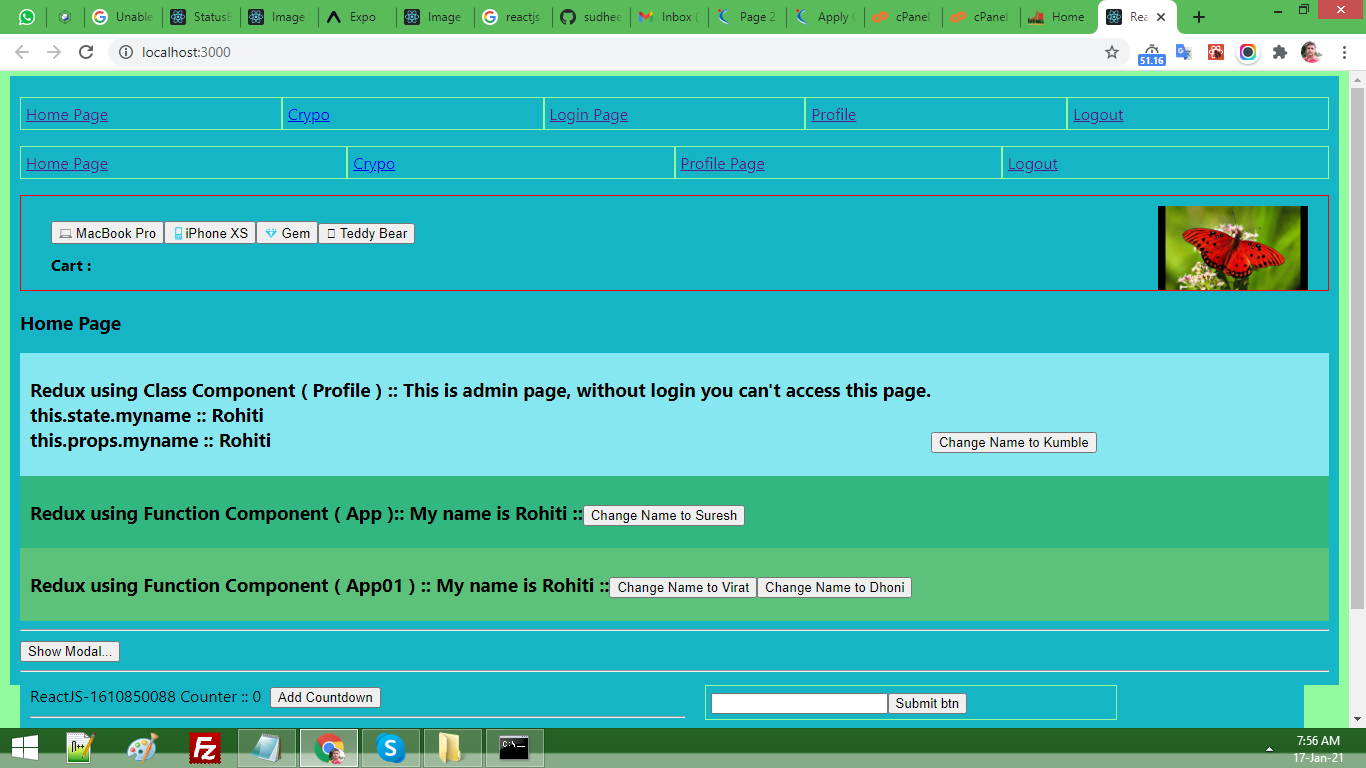 Unable
StatusB
Image
Expo
Image
reactjs
sudhee
Inbox (
Page 2
Apply
cPanel
cPanel
Home
Rea
localhost:3000
51.16
Home Page Crypo Login Page Profile Logout
Home Page Crypo Profile Page Logout
MacBook Pro iPhone XS Gem Teddy Bear
Cart :
Home Page
Redux using Class Component ( Profile ) :: This is admin page, without login you can't access this page.
this.state.myname :: Rohiti
this.props.myname :: Rohiti Change Name to Kumble
Redux using Function Component ( App ):: My name is Rohiti :: Change Name to Suresh
Redux using Function Component ( App01 ) :: My name is Rohiti :: Change Name to Virat Change Name to Dhoni
Show Modal...
ReactJS-1610850088 Counter :: 0 Add Countdown Submit btn
7:56 AM
17-Jan-21